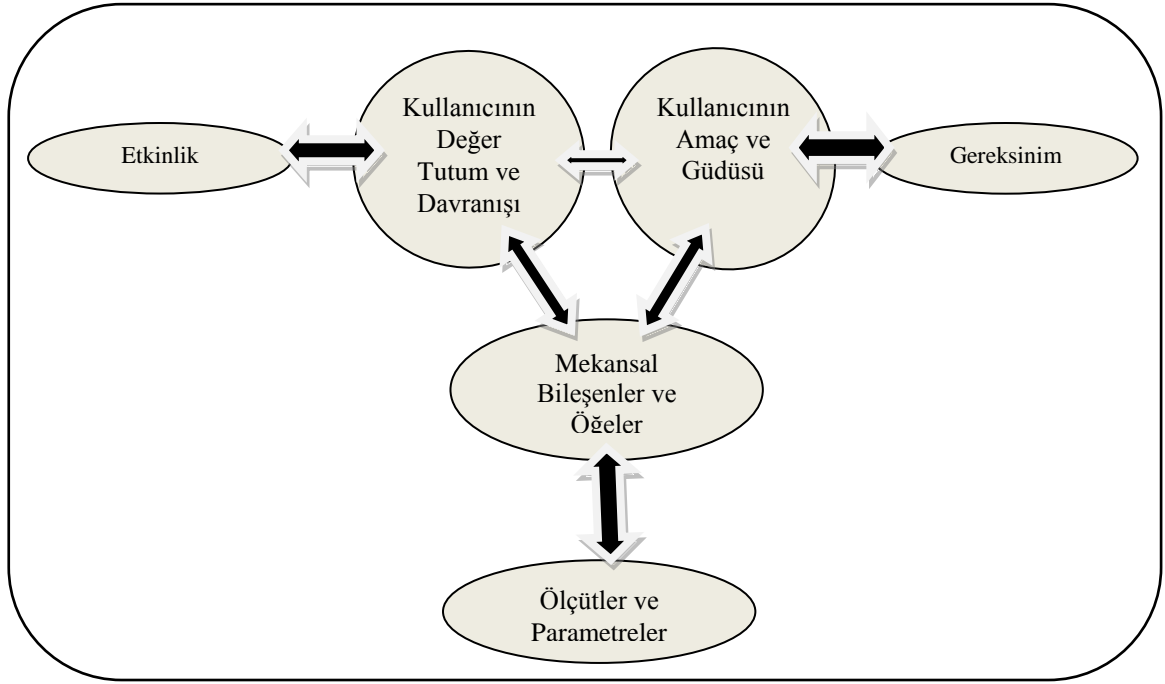 Etkinlik
Kullanıcının
Değer
Tutum ve
Davranışı
Kullanıcının
Amaç ve
Güdüsü
Gereksinim
Mekansal
Bileşenler ve
Öğeler
Ölçütler ve
Parametreler